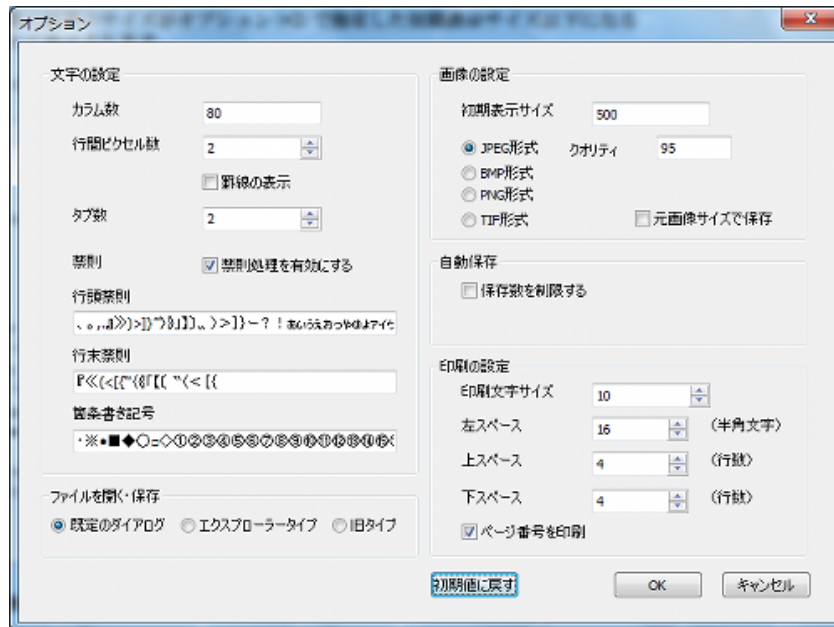 オプション
文字の設定
カラム数
80
行間ピクセル数
2
罫線の表示
タブ数
2
禁則
禁則処理を有効にする
行頭禁則
行末禁則
箇条書き記号
・※●■◆○□◇①②③④⑤⑥⑦⑧⑨⑩⑪⑫⑬⑭⑮
ファイルを開く・保存
既定のダイアログ
エクスプローラータイプ
旧タイプ
画像の設定
初期表示サイズ
500
JPEG形式
クオリティ
95
BMP形式
PNG形式
TIF形式
元画像サイズで保存
自動保存
保存数を制限する
印刷の設定
印刷文字サイズ
10
左スペース
16
(半角文字)
上スペース
4
(行数)
下スペース
4
(行数)
ページ番号を印刷
初期値に戻す
OK
キャンセル